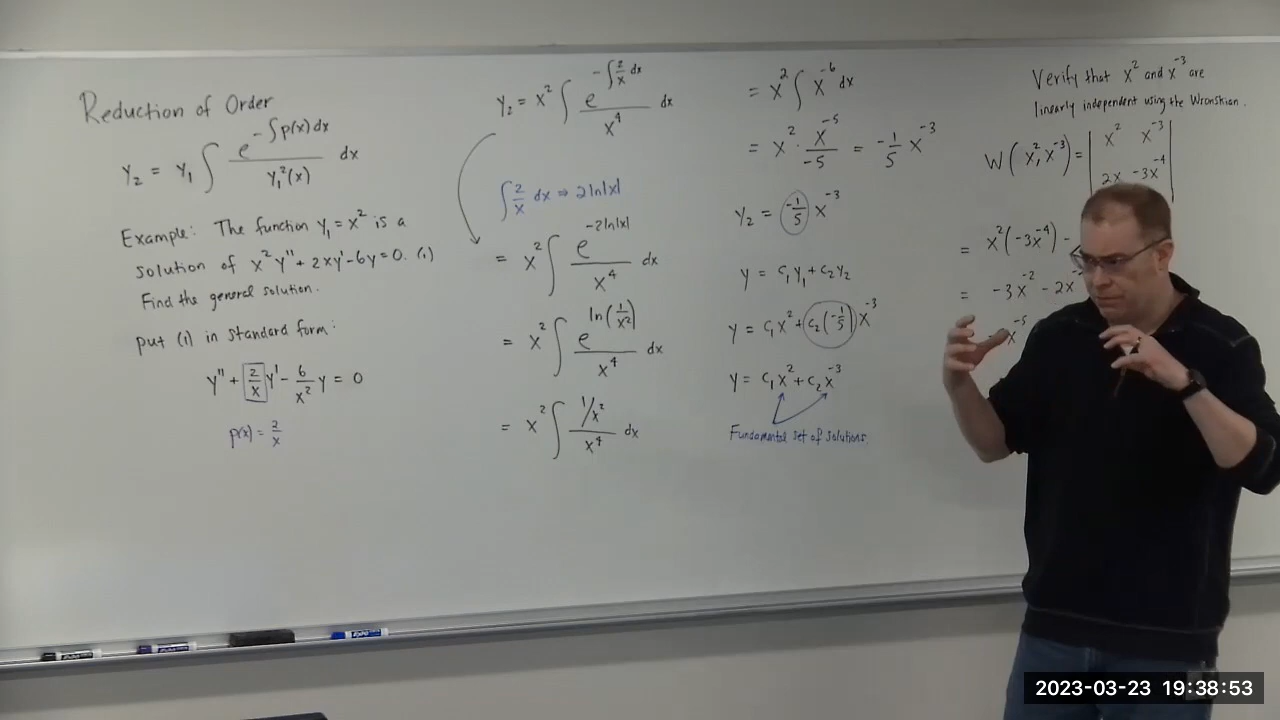 Reduction of Order
y₂ = y₁ ∫ e^(-∫p(x)dx) / y₁²(x) dx
Example: The function y₁ = x² is a
solution of x²y" + 2xy' - 6y = 0. (1)
Find the general solution.
put (1) in standard form:
y" + 2/x y' - 6/x² y = 0
p(x) = 2/x
y₂ = x² ∫ e^(-∫2/x dx) / x⁴ dx
∫ 2/x dx ⇒ 2ln|x|
= x² ∫ e^(-2ln|x|) / x⁴ dx
= x² ∫ e^(ln(1/x²)) / x⁴ dx
= x² ∫ (1/x²) / x⁴ dx
= x² ∫ x⁻⁶ dx
= x² · x⁻⁵/-5 = -1/5 x⁻³
y₂ = -1/5 x⁻³
y = c₁y₁ + c₂y₂
y = c₁x² + c₂(-1/5)x⁻³
y = c₁x² + c₂x⁻³
Fundamental set of solutions
Verify that x² and x⁻³ are
linearly independent using the Wronskian.
W(x², x⁻³) = | x² x⁻³ |
| 2x -3x⁻⁴ |
= x²(-3x⁻⁴) -
= -3x⁻² - 2x
2023-03-23 19:38:53